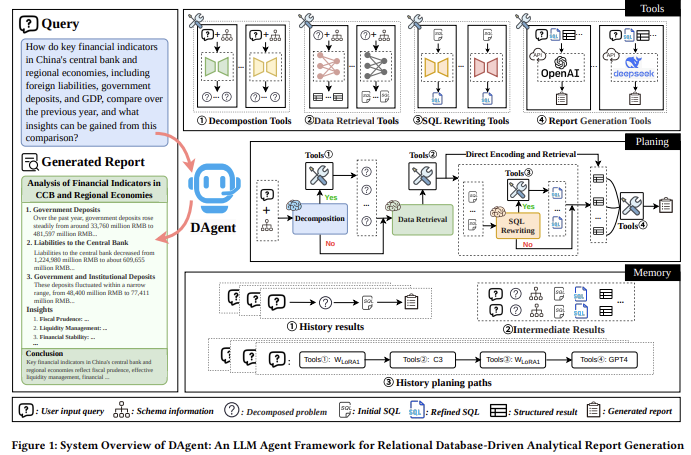 Query
How do key financial indicators
in China's central bank and
regional economies, including
foreign liabilities, government
deposits, and GDP, compare over
the previous year, and what
insights can be gained from this
comparison?
Generated Report
Analysis of Financial Indicators in
CCB and Regional Economies
1. Government Deposits
Over the past year, government deposits rose
steadily from around 33,760 million RMB to
481,597 million RMB...
2. Liabilities to the Central Bank
Liabilities to the central bank decreased from
1,224,980 million RMB to about 609,655
million RMB...
3. Government and Institutional Deposits
These deposits fluctuated within a narrow
range, from 48,400 million RMB to 77,411
million RMB...
Insights
1. Fiscal Prudence: ...
2. Liquidity Management: ...
3. Financial Stability: ...
...
Conclusion
Key financial indicators in China's central bank and
regional economies reflect fiscal prudence, effective
liquidity management, financial ...
DAgent
Tools
SQL SQL SQL
API API
OpenAI ... deepseek
①Decompostion Tools ②Data Retrieval Tools ③SQL Rewriting Tools ④ Report Generation Tools
Planing
Tools① Tools② Direct Encoding and Retrieval
Tools③
Yes Yes
Decomposition Data Retrieval SQL
Rewriting
No No
Tools④
Memory
① History results
②Intermediate Results
Tools①: WLoRA1 Tools②: C3 Tools③: WLoRA1 Tools④: GPT4
③ History planing paths
: User input query : Schema information : Decomposed problem : Initial SQL : Refined SQL : Structured result : Generated report
Figure 1: System Overview of DAgent: An LLM Agent Framework for Relational Database-Driven Analytical Report Generation